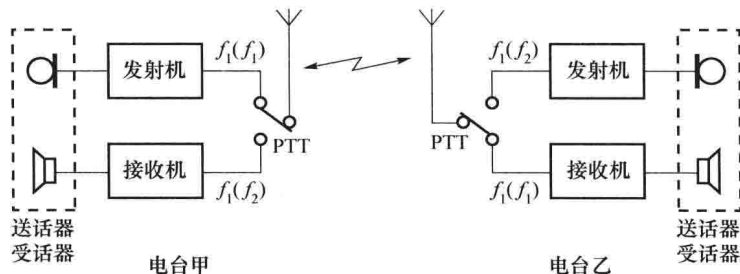 发射机
f₁(f₁)
PTT
接收机
f₁(f₂)
送话器
受话器
电台甲
f₁(f₂)
发射机
PTT
接收机
f₁(f₁)
送话器
受话器
电台乙